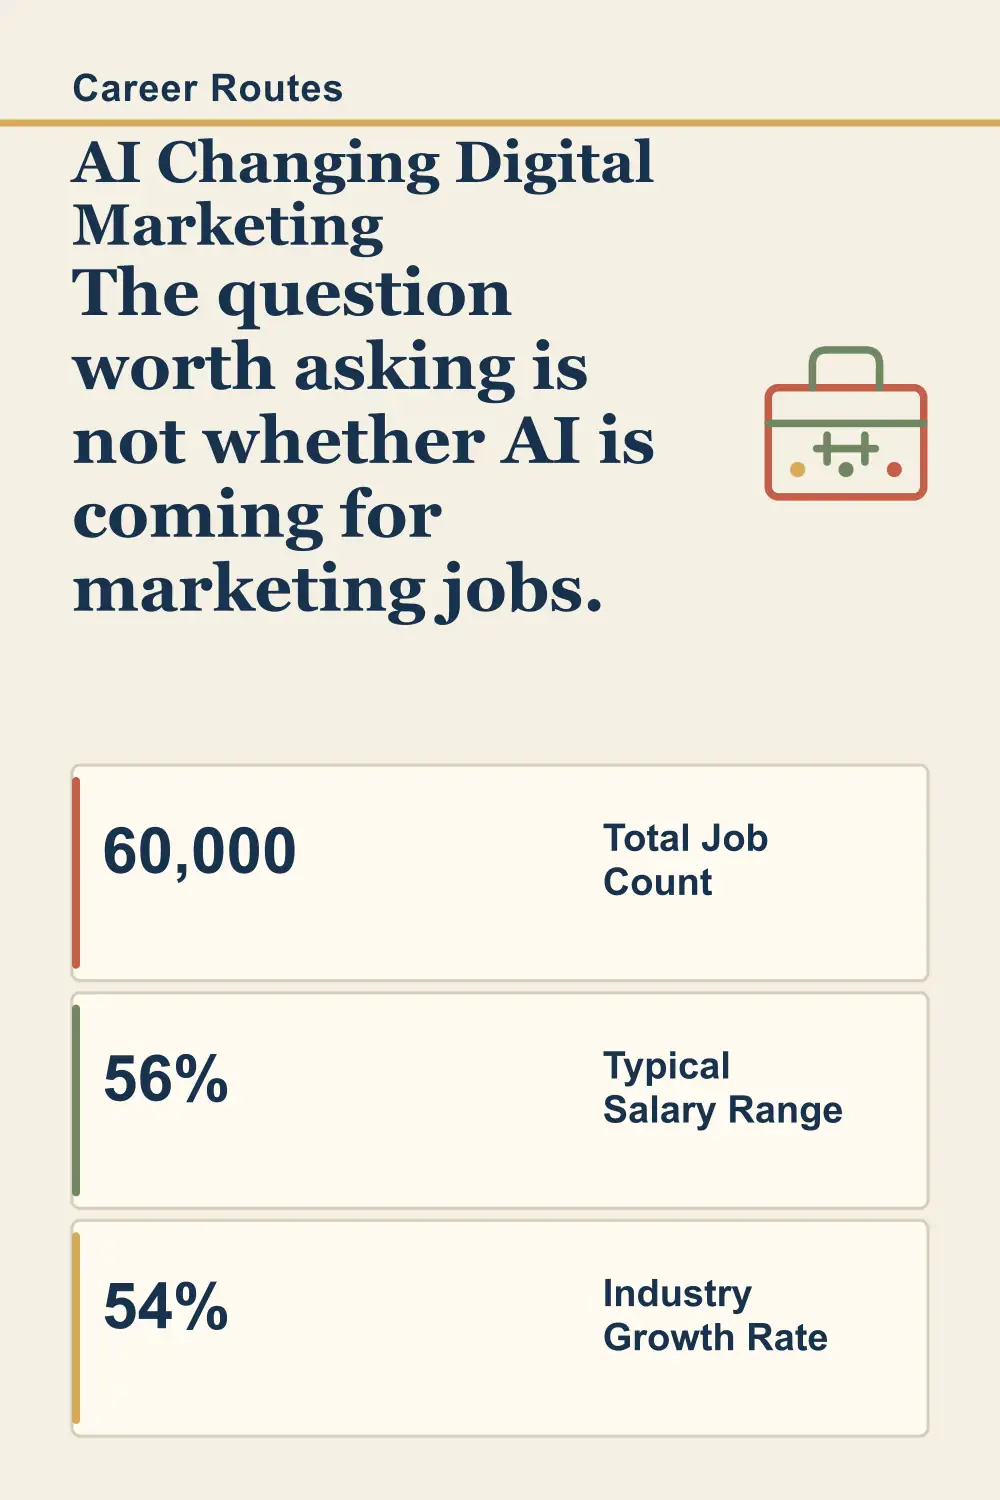 Career Routes
AI Changing Digital
Marketing
The question
worth asking is
not whether AI is
coming for
marketing jobs.
60,000
Total Job
Count
56%
Typical
Salary Range
54%
Industry
Growth Rate